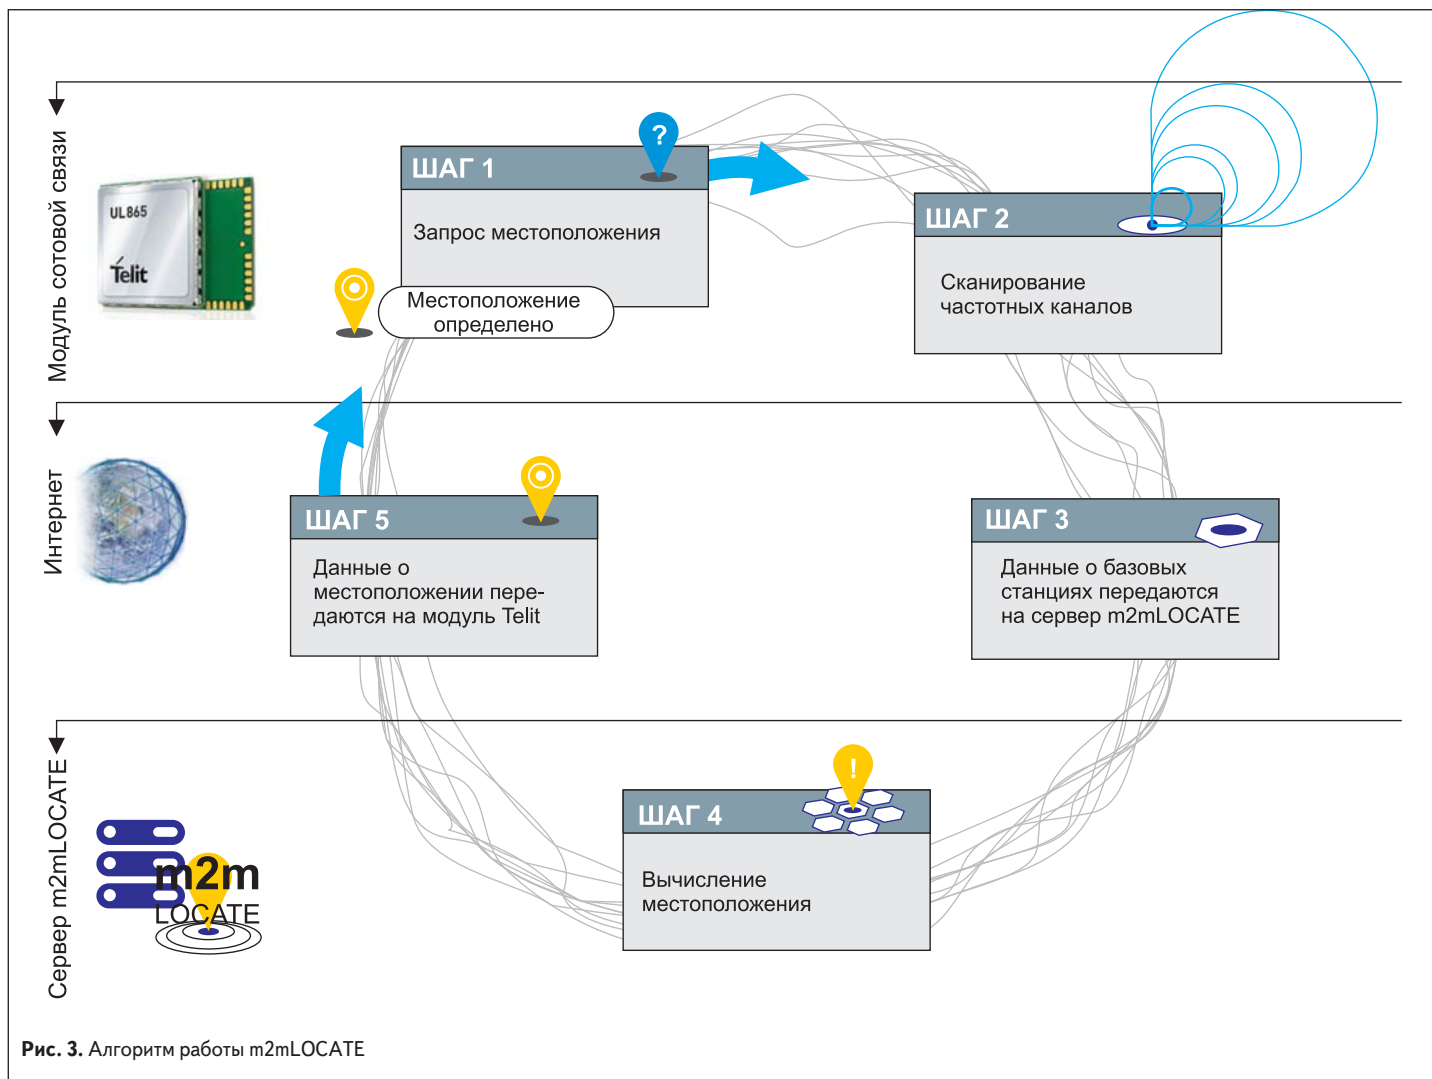 Модуль сотовой связи
UL865
Telit
ШАГ 1
?
Запрос местоположения
Местоположение
определено
ШАГ 2
Сканирование
частотных каналов
Интернет
ШАГ 5
Данные о
местоположении пере-
даются на модуль Telit
ШАГ 3
Данные о базовых
станциях передаются
на сервер m2mLOCATE
Сервер m2mLOCATE
m2m
LOCATE
ШАГ 4
!
Вычисление
местоположения
Рис. 3. Алгоритм работы m2mLOCATE